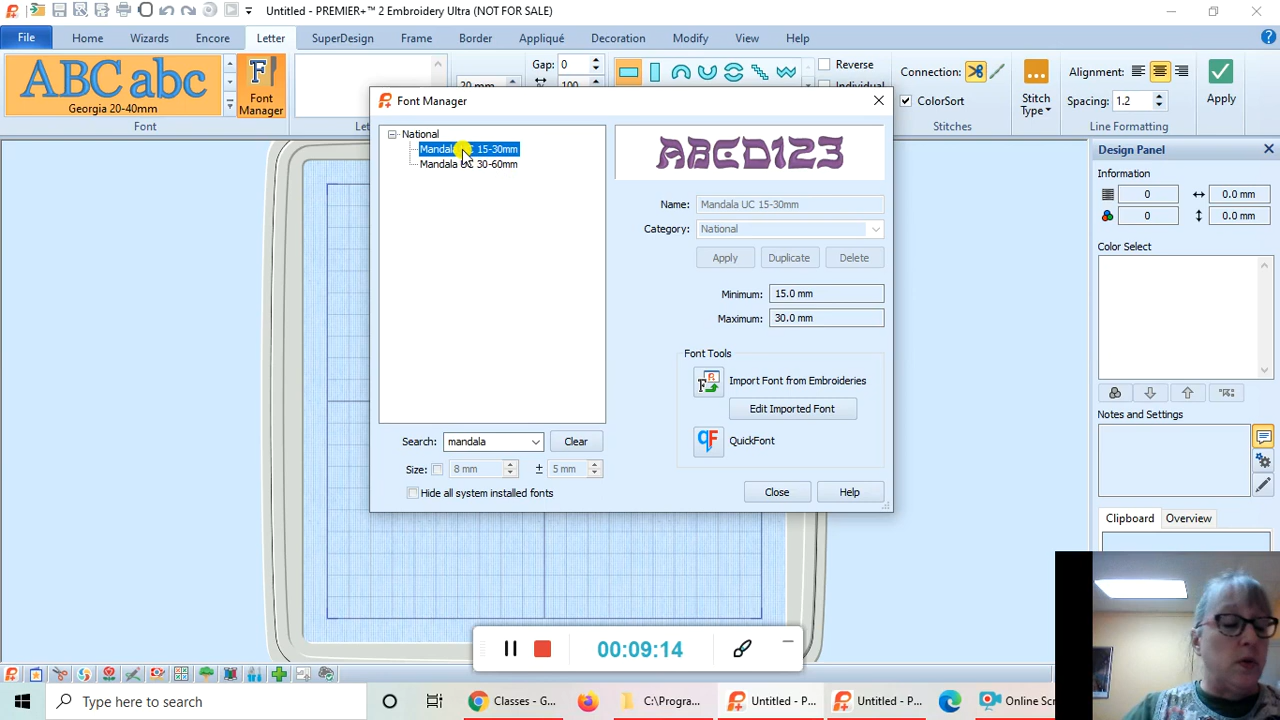 Untitled - PREMIER+™ 2 Embroidery Ultra (NOT FOR SALE)
File Home Wizards Encore Letter SuperDesign Frame Border Appliqué Decoration Modify View Help
ABC abc
Georgia 20-40mm
Font
Font Manager
Gap: 0
20 mm
100
Reverse
Individual
Connection:
ColorSort
Stitch Type
Stitches
Alignment:
Spacing: 1.2
Line Formatting
Apply
Font Manager
National
Mandala UC 15-30mm
Mandala UC 30-60mm
ABCD123
Name: Mandala UC 15-30mm
Category: National
Apply Duplicate Delete
Minimum: 15.0 mm
Maximum: 30.0 mm
Font Tools
Import Font from Embroideries
Edit Imported Font
QuickFont
Search: mandala Clear
Size: 8 mm ± 5 mm
Hide all system installed fonts
Close Help
Design Panel
Information
0 0.0 mm
0 0.0 mm
Color Select
Notes and Settings
Clipboard Overview
00:09:14
Type here to search
Classes - G...
C:\Progra...
Untitled - P...
Untitled - P...
Online Scr